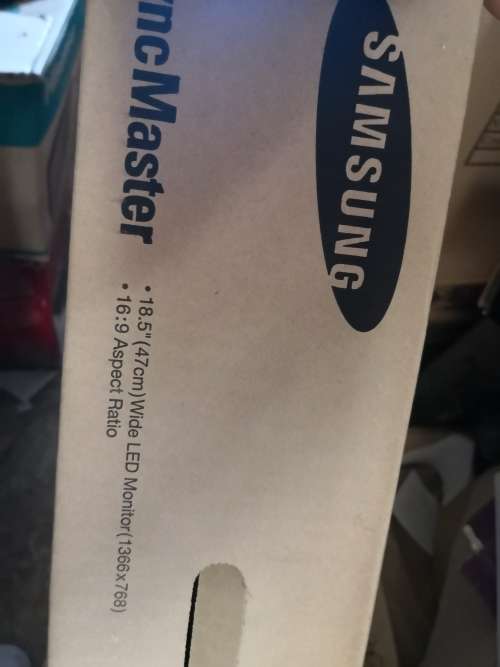 SAMSUNG
ncMaster
• 18.5"(47cm)Wide LED Monitor(1366x768)
• 16:9 Aspect Ratio